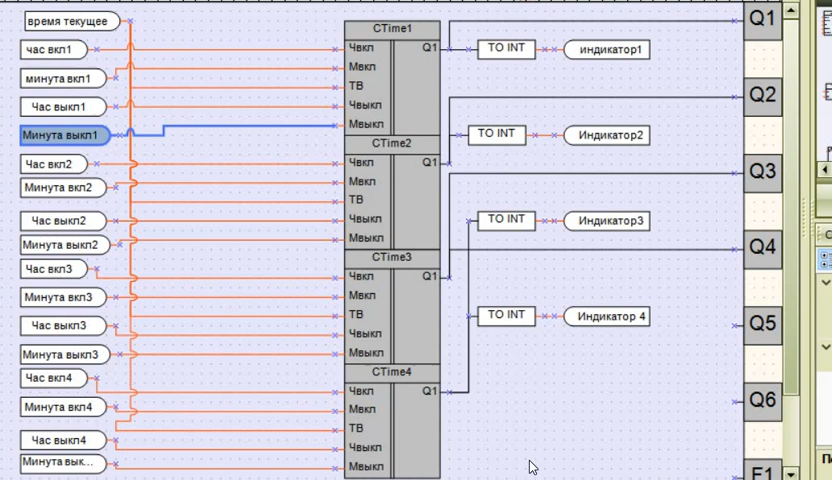 время текущее
час вкл1
минута вкл1
Час выкл1
Минута выкл1
Час вкл2
Минута вкл2
Час выкл2
Минута выкл2
Час вкл3
Минута вкл3
Час выкл3
Минута выкл3
Час вкл4
Минута вкл4
Час выкл4
Минута вык...
CTime1
Чвкл
Q1
Мвкл
ТВ
Чвыкл
Мвыкл
CTime2
Чвкл
Q1
Мвкл
ТВ
Чвыкл
Мвыкл
CTime3
Чвкл
Q1
Мвкл
ТВ
Чвыкл
Мвыкл
CTime4
Чвкл
Q1
Мвкл
ТВ
Чвыкл
Мвыкл
TO INT
индикатор1
TO INT
Индикатор2
TO INT
Индикатор3
TO INT
Индикатор 4
Q1
Q2
Q3
Q4
Q5
Q6
F1